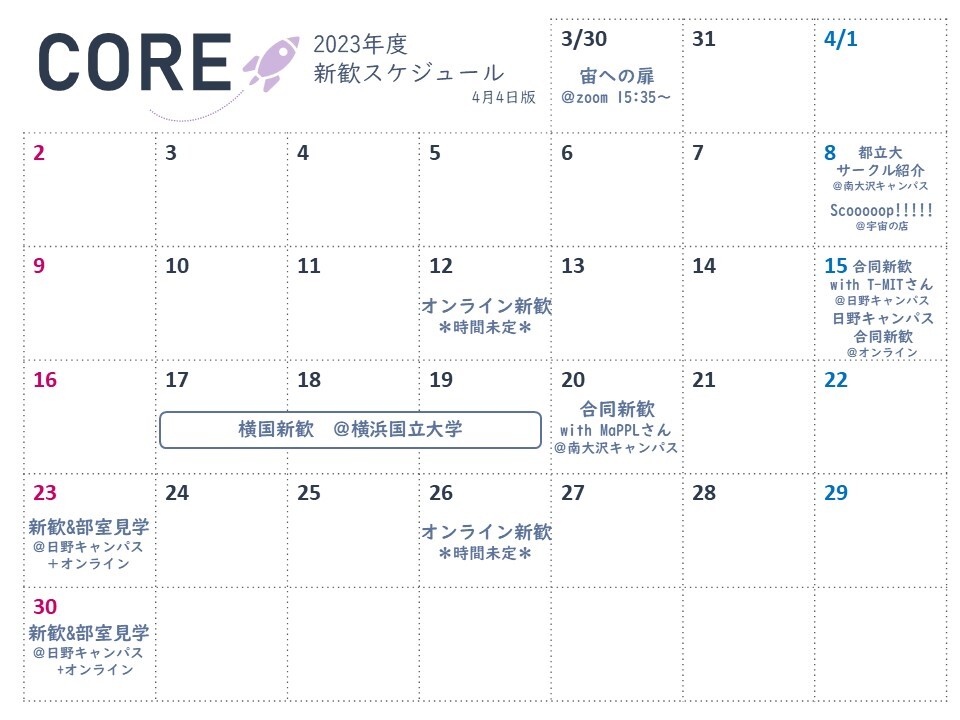 CORE
2023年度
新歓スケジュール
4月4日版
3/30
宙への扉
@zoom 15:35～
31
4/1
2
3
4
5
6
7
8 都立大
サークル紹介
@南大沢キャンパス
Scooooop!!!!!
@宇宙の店
9
10
11
12
オンライン新歓
＊時間未定＊
13
14
15 合同新歓
with T-MITさん
@日野キャンパス
日野キャンパス
合同新歓
@オンライン
16
17
18
19
横国新歓　@横浜国立大学
20
合同新歓
with MaPPLさん
@南大沢キャンパス
21
22
23
新歓&部室見学
@日野キャンパス
＋オンライン
24
25
26
オンライン新歓
＊時間未定＊
27
28
29
30
新歓&部室見学
@日野キャンパス
+オンライン